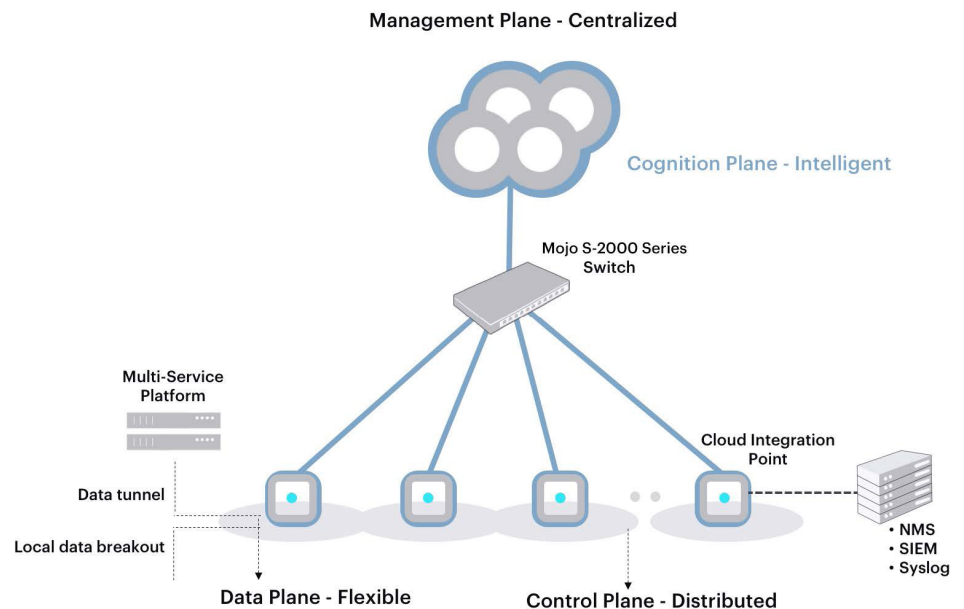 Management Plane - Centralized
Cognition Plane - Intelligent
Mojo S-2000 Series
Switch
Multi-Service
Platform
Cloud Integration
Point
Data tunnel
Local data breakout
• NMS
• SIEM
• Syslog
Data Plane - Flexible
Control Plane - Distributed